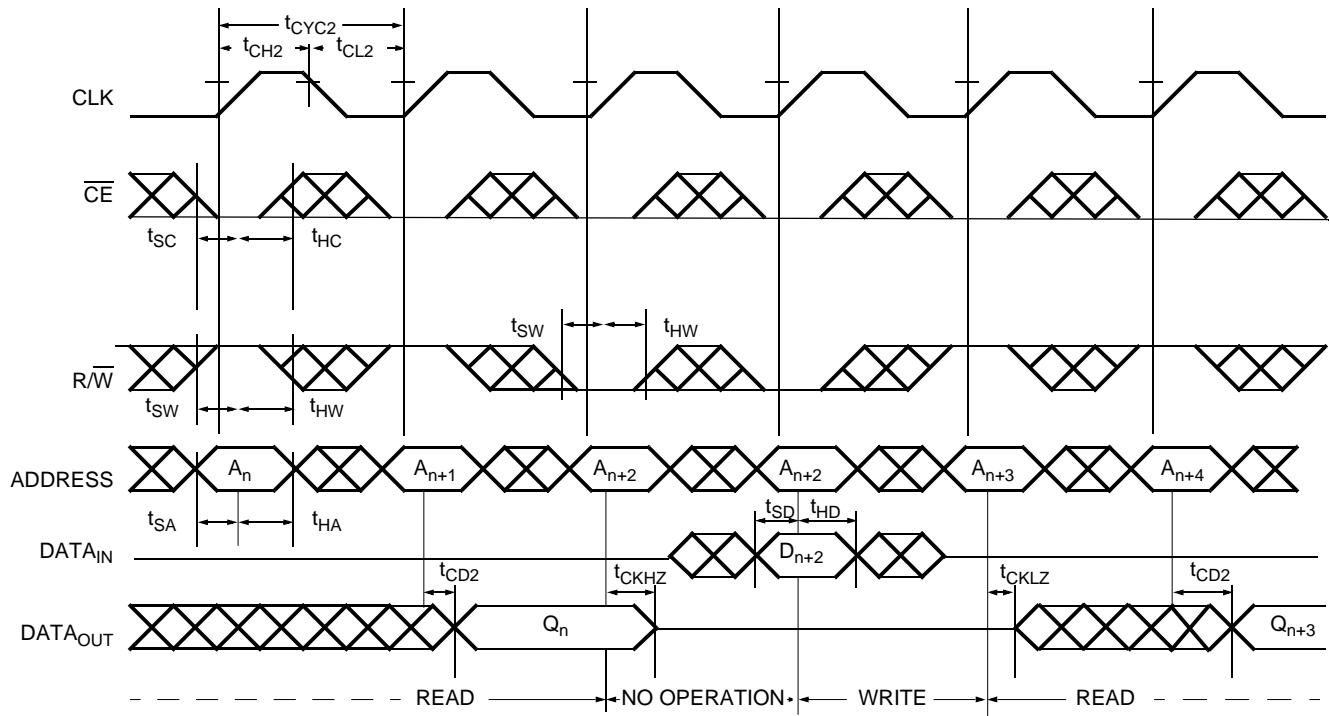 tCYC2
tCH2 tCL2
CLK
CE
tSC tHC
tSW tHW
R/W
tSW tHW
ADDRESS An An+1 An+2 An+2 An+3 An+4
tSA tHA tSD tHD
DATAIN Dn+2
tCD2 tCKHZ tCKLZ tCD2
DATAOUT Qn Qn+3
READ NO OPERATION WRITE READ